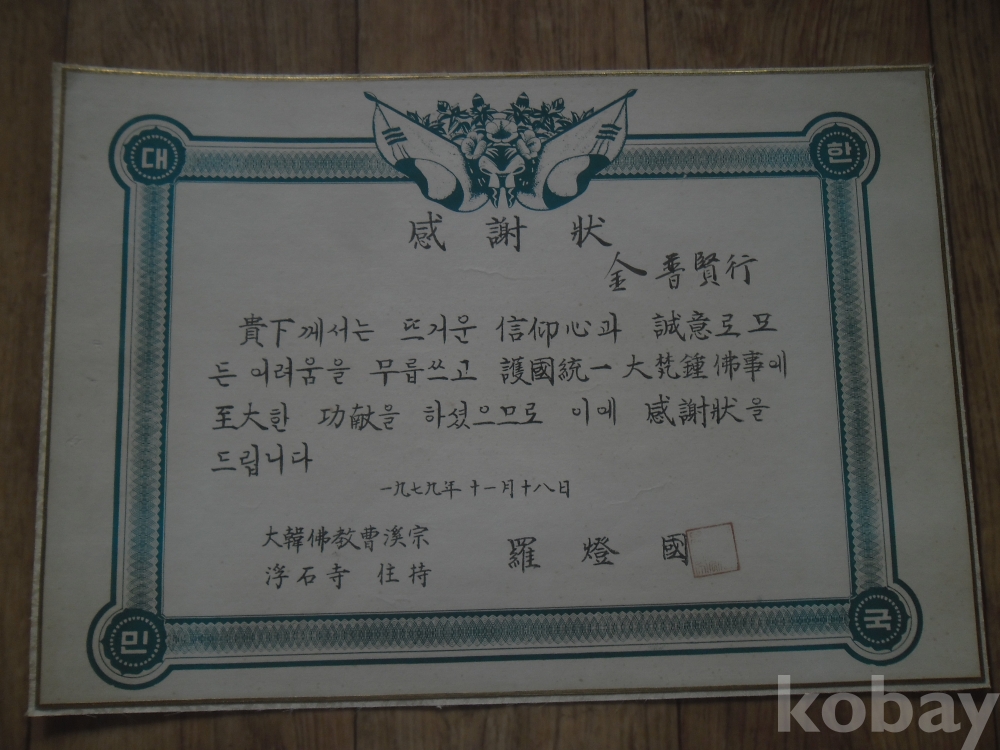 대 한
感謝狀
金普賢行
貴下께서는 뜨거운 信仰心과 誠意로 모
든 어려움을 무릅쓰고 護國統一大梵鍾佛事에
至大한 功献을 하셨으므로 이에 感謝狀을
드립니다
一九七九年 十一月十八日
大韓佛教曹溪宗
浮石寺 住持
羅燈國
민 국
kobay